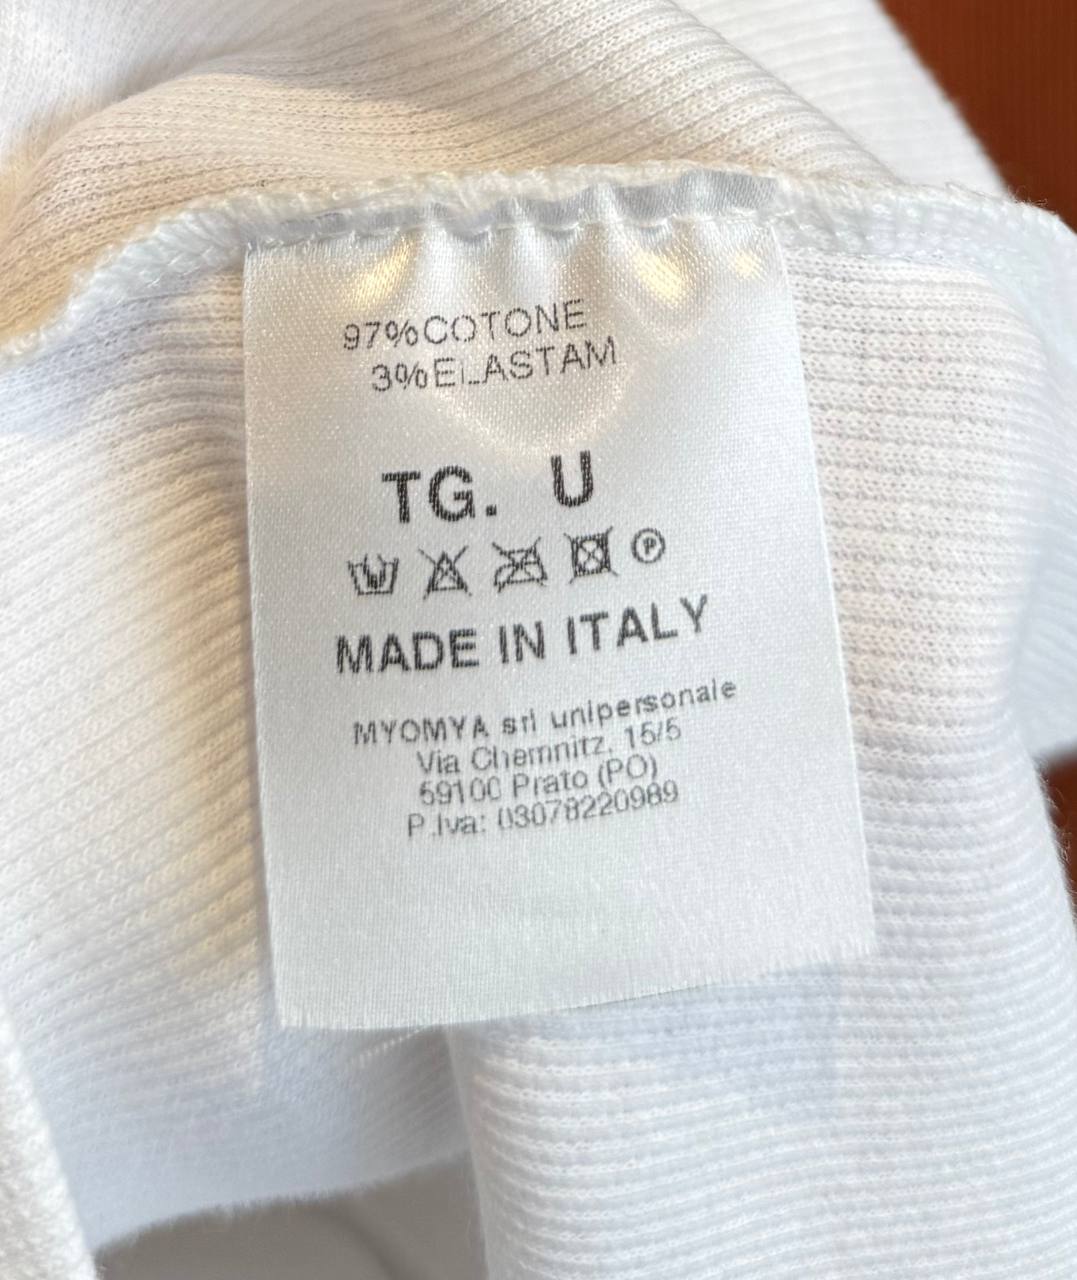 97%COTONE
3%ELASTAM
TG. U
P
MADE IN ITALY
MYOMYA srl unipersonale
Via Chemnitz, 15/5
59100 Prato (PO)
P.Iva: 03078220989